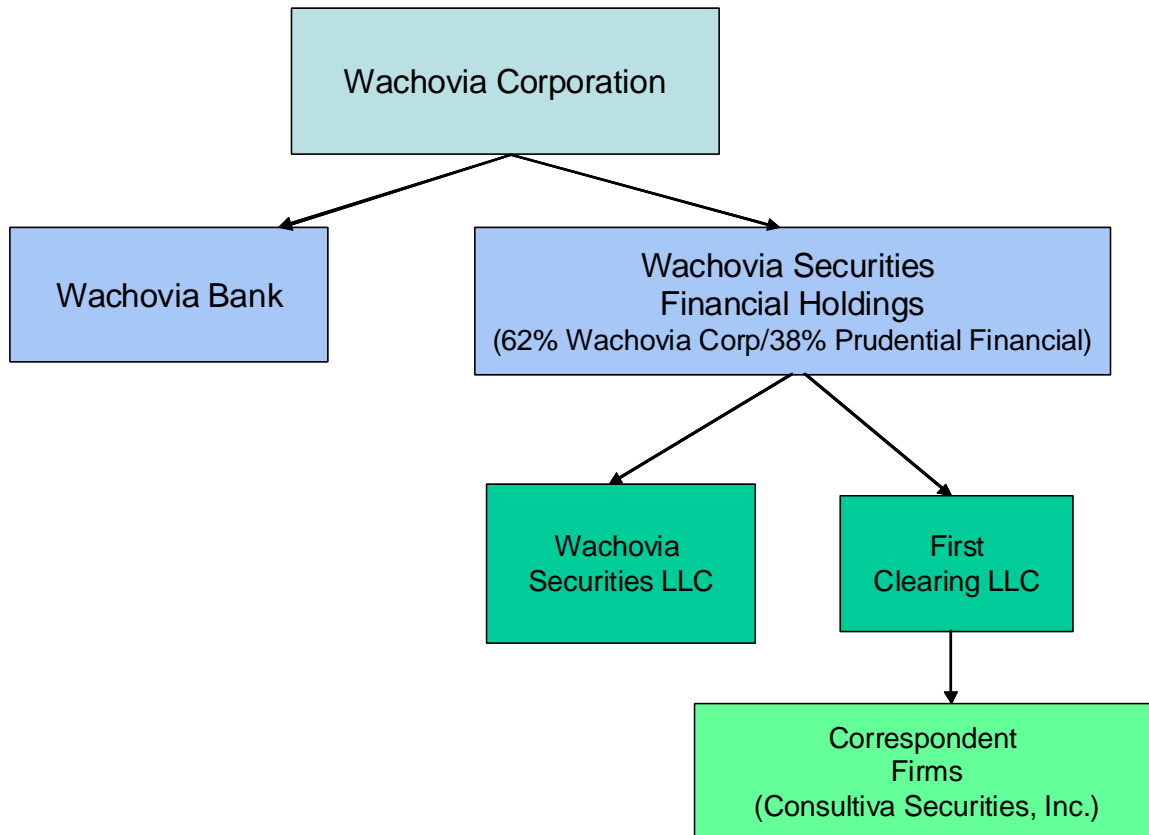 Wachovia Corporation
Wachovia Bank
Wachovia Securities
Financial Holdings
(62% Wachovia Corp/38% Prudential Financial)
Wachovia
Securities LLC
First
Clearing LLC
Correspondent
Firms
(Consultiva Securities, Inc.)